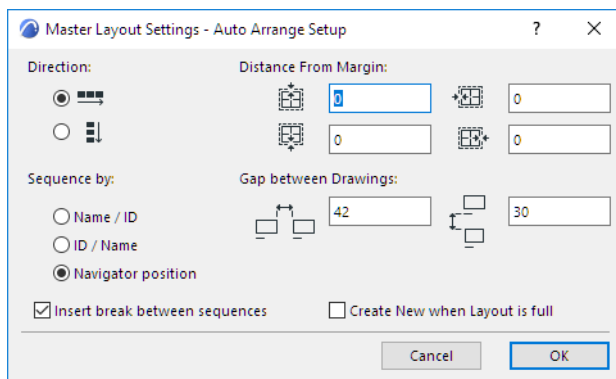 Master Layout Settings - Auto Arrange Setup ?
Direction: Distance From Margin:
0 0
0 0
Sequence by: Gap between Drawings:
Name / ID 42 30
ID / Name
Navigator position
Insert break between sequences Create New when Layout is full
Cancel OK